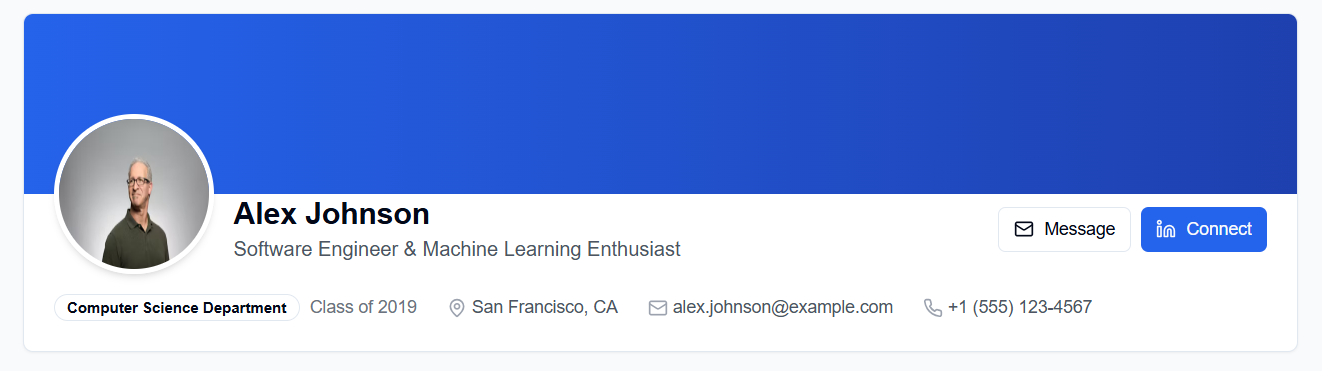 Alex Johnson
Software Engineer & Machine Learning Enthusiast
Message
Connect
Computer Science Department Class of 2019 San Francisco, CA alex.johnson@example.com +1 (555) 123-4567